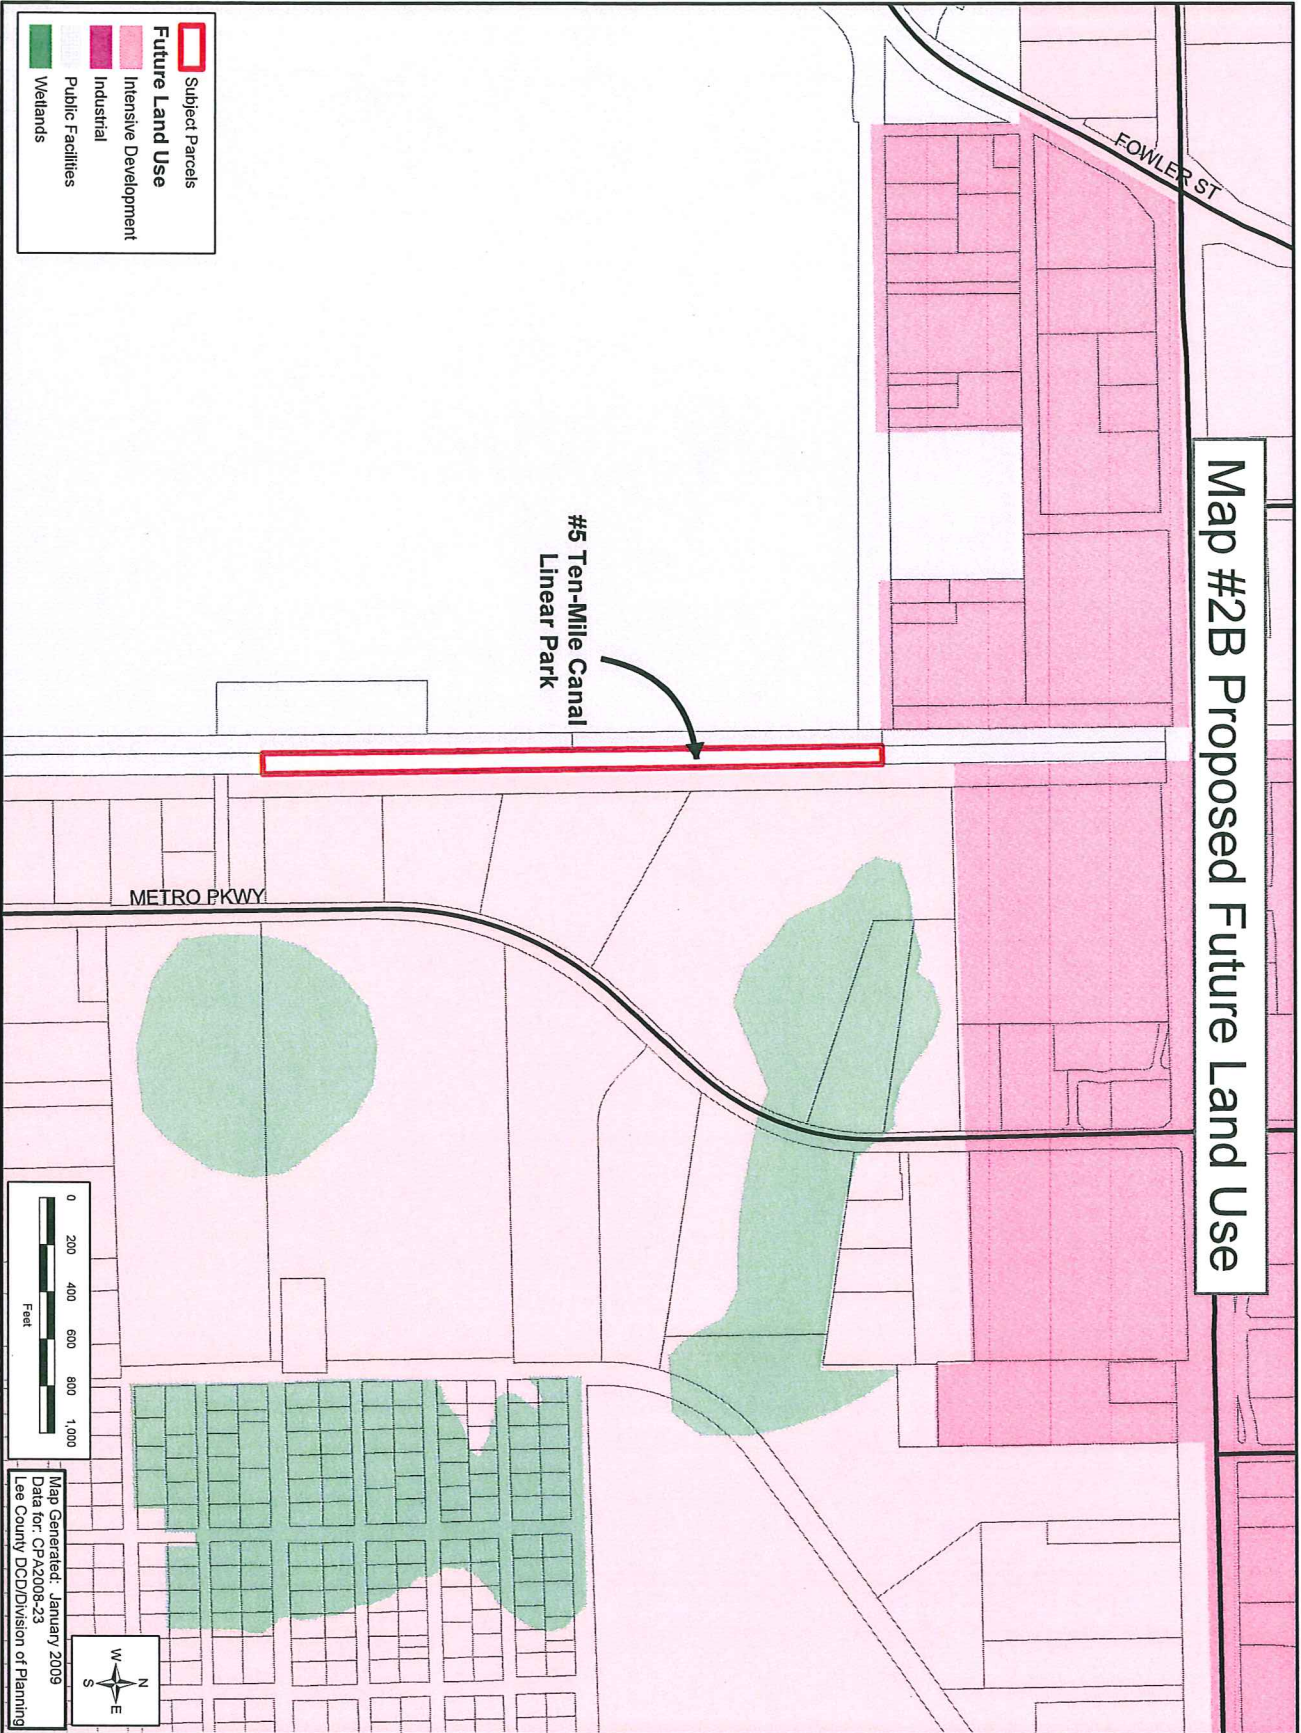 Map #2B Proposed Future Land Use
FOWLER ST
#5 Ten-Mile Canal
Linear Park
METRO PKWY
Subject Parcels
Future Land Use
Intensive Development
Industrial
Public Facilities
Wetlands
0 200 400 600 800 1,000
Feet
N
W E
S
Map Generated: January 2009
Data for: CPA2008-23
Lee County DCD/Division of Planning